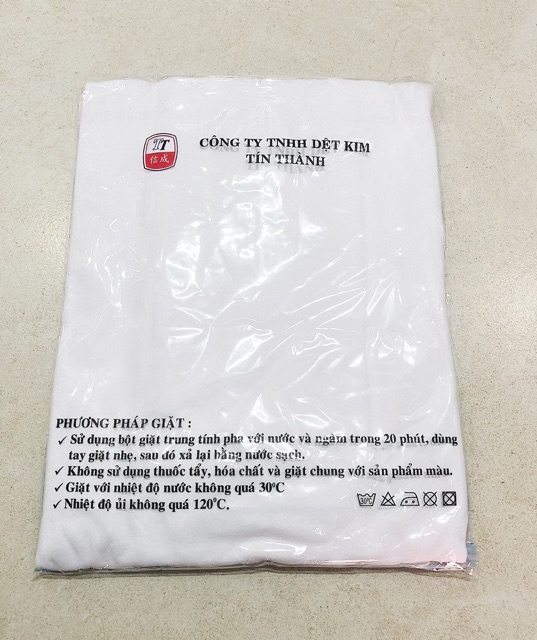 TT
信成
CÔNG TY TNHH DỆT KIM
TÍN THÀNH
PHƯƠNG PHÁP GIẶT :
✓ Sử dụng bột giặt trung tính pha với nước và ngâm trong 20 phút, dùng
tay giặt nhẹ, sau đó xả lại bằng nước sạch.
✓ Không sử dụng thuốc tẩy, hóa chất và giặt chung với sản phẩm màu.
✓ Giặt với nhiệt độ nước không quá 30°C
✓ Nhiệt độ ủi không quá 120°C.
30°C